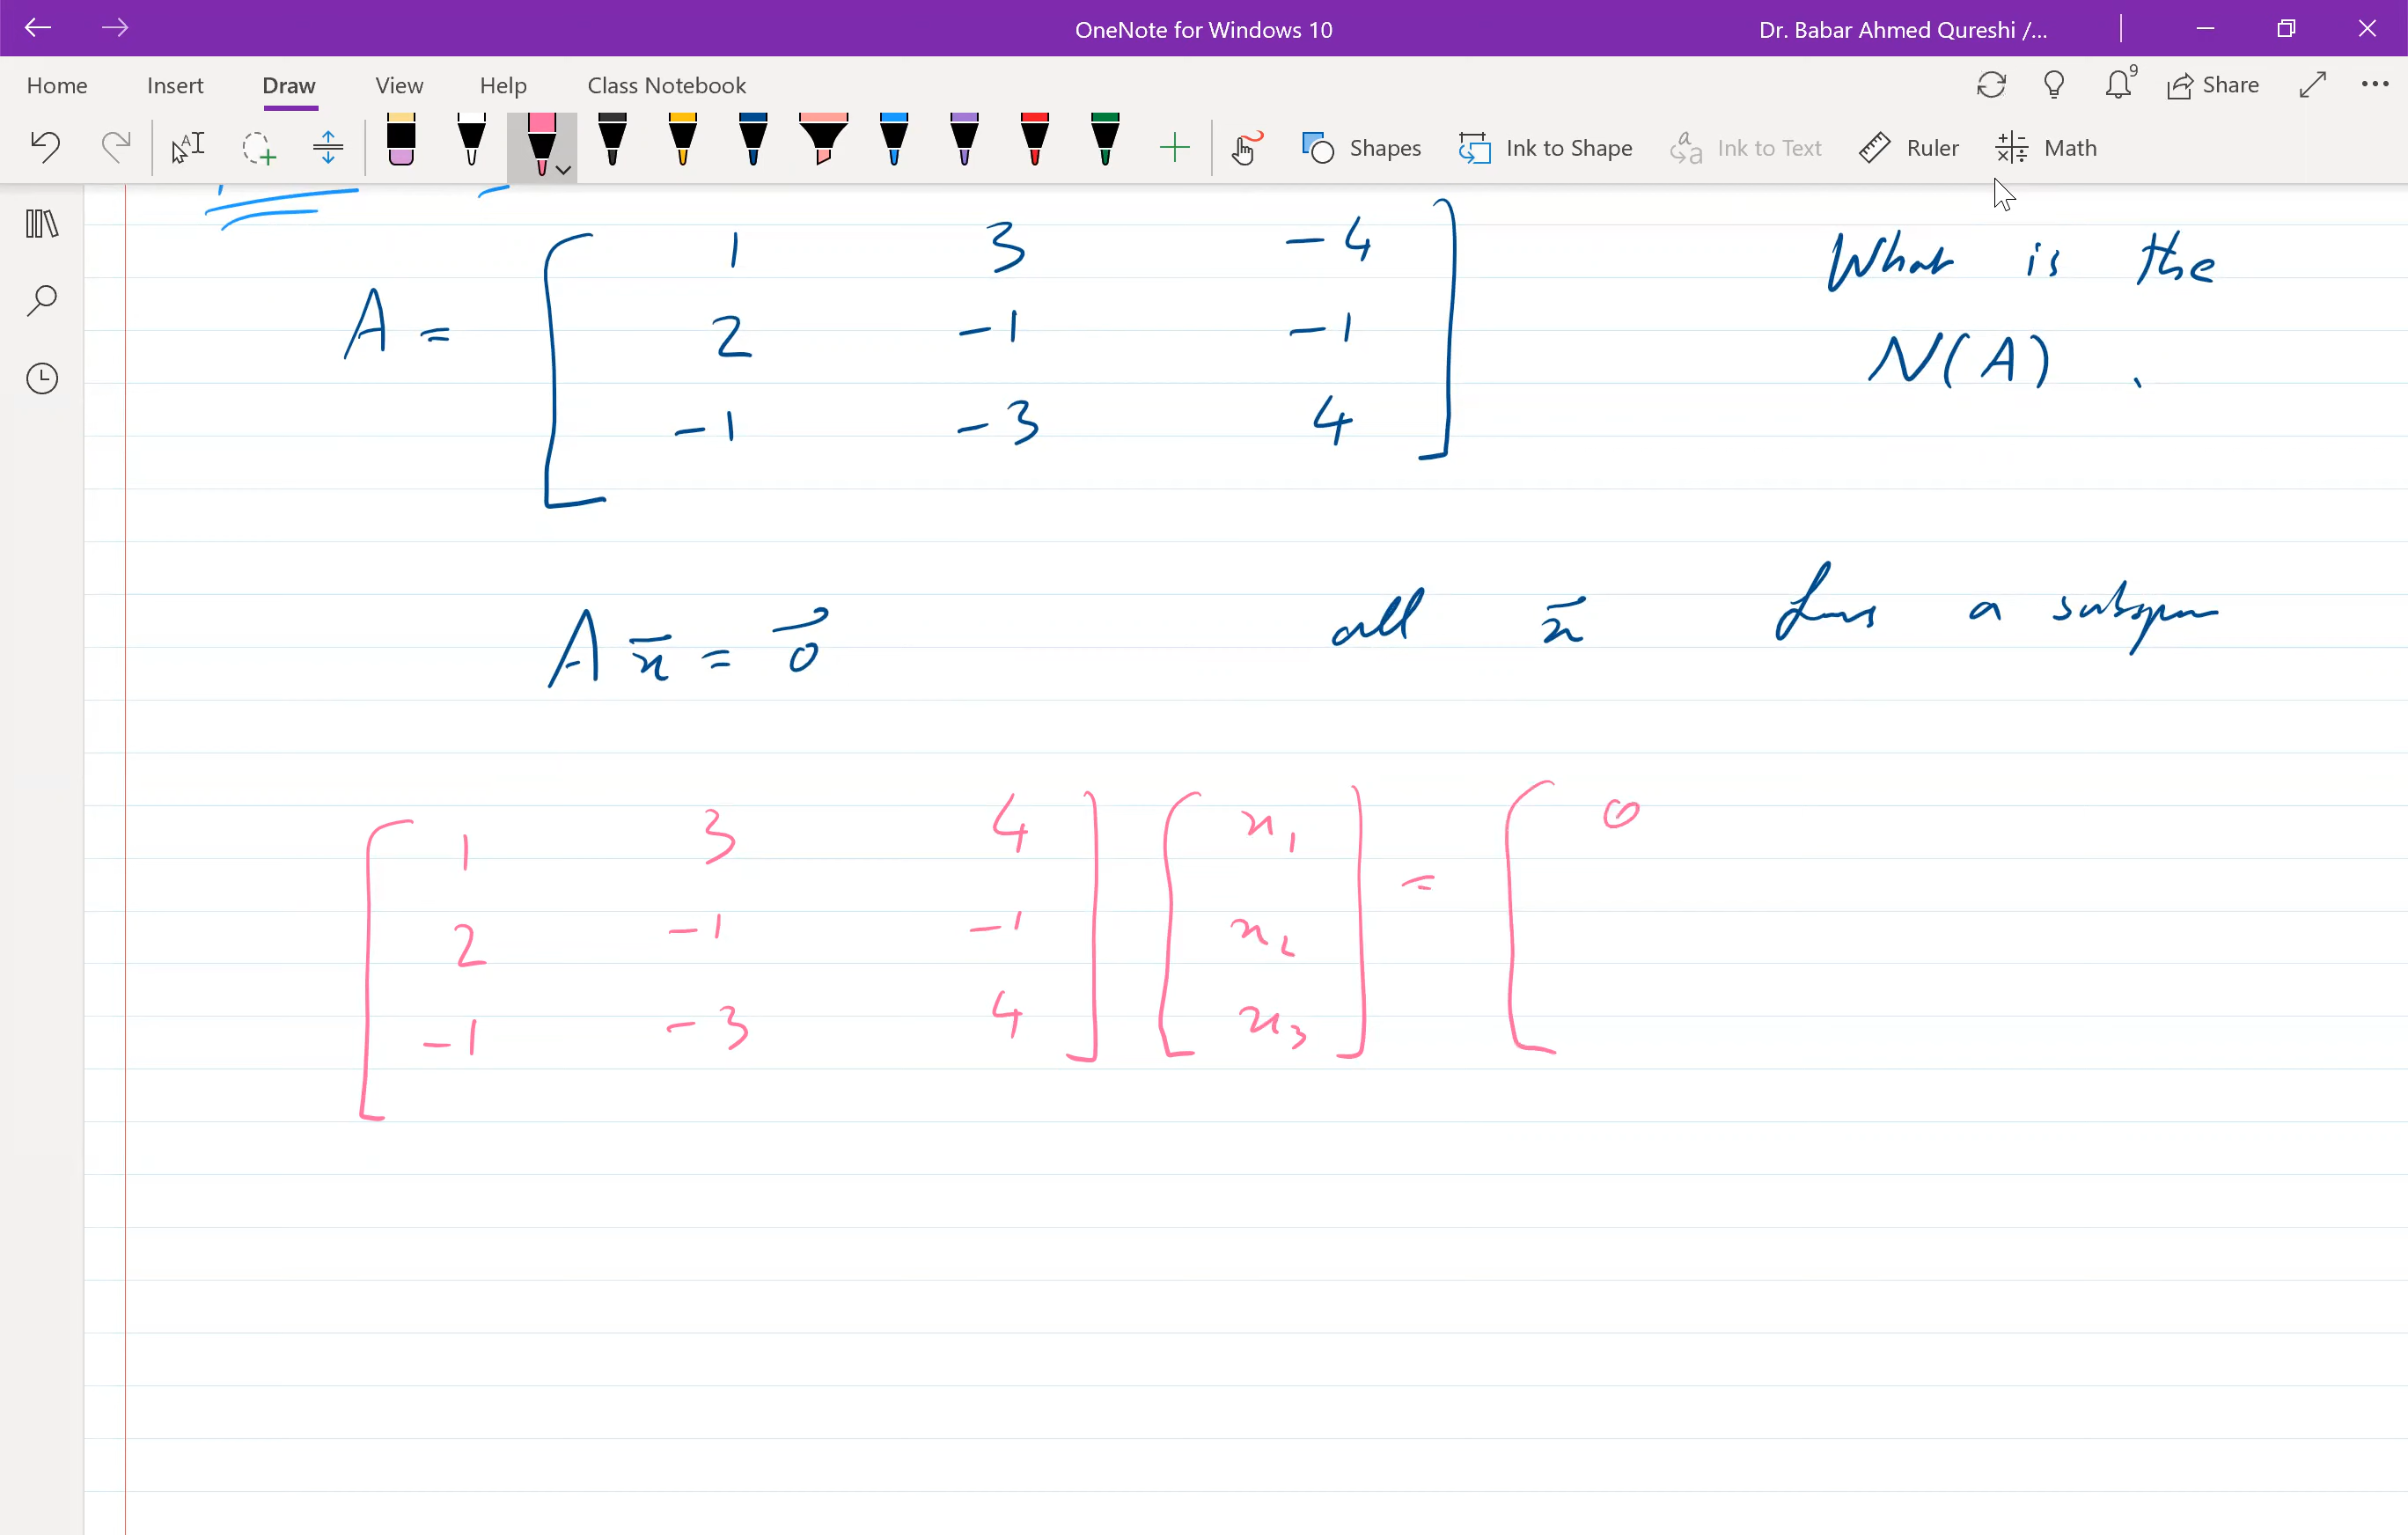 OneNote for Windows 10 Dr. Babar Ahmed Qureshi /...
Home Insert Draw View Help Class Notebook 9 Share
Shapes Ink to Shape Ink to Text Ruler Math
1 3 -4 What is the
A = 2 -1 -1 N(A).
-1 -3 4
A x = 0 all x a
1 3 4 x1 0
2 -1 -1 x2 =
-1 -3 4 x3